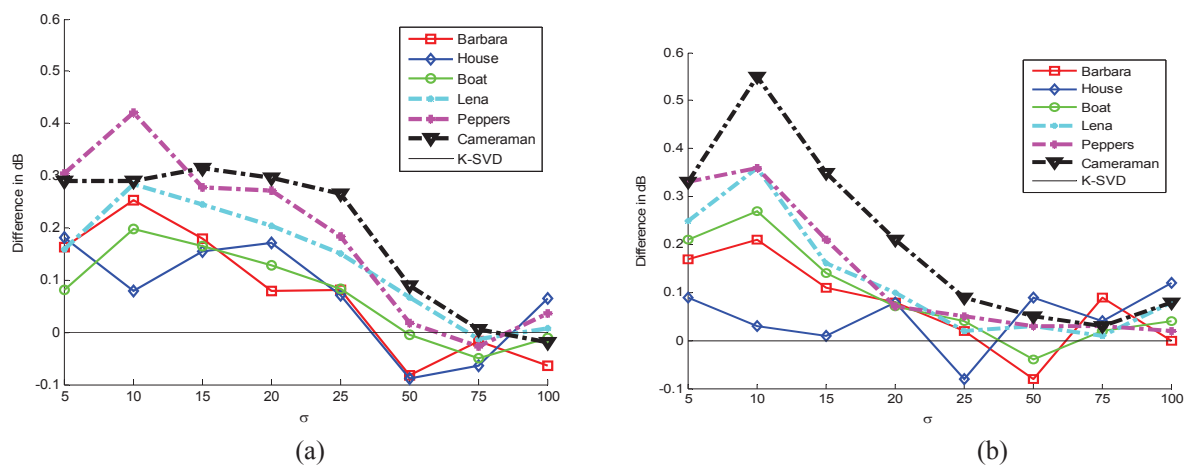 0.6
0.5
0.4
0.3
0.2
0.1
0
-0.1
Difference in dB
5 10 15 20 25 50 75 100
σ
Barbara
House
Boat
Lena
Peppers
Cameraman
K-SVD
(a)
0.6
0.5
0.4
0.3
0.2
0.1
0
-0.1
Difference in dB
5 10 15 20 25 50 75 100
σ
Barbara
House
Boat
Lena
Peppers
Cameraman
K-SVD
(b)